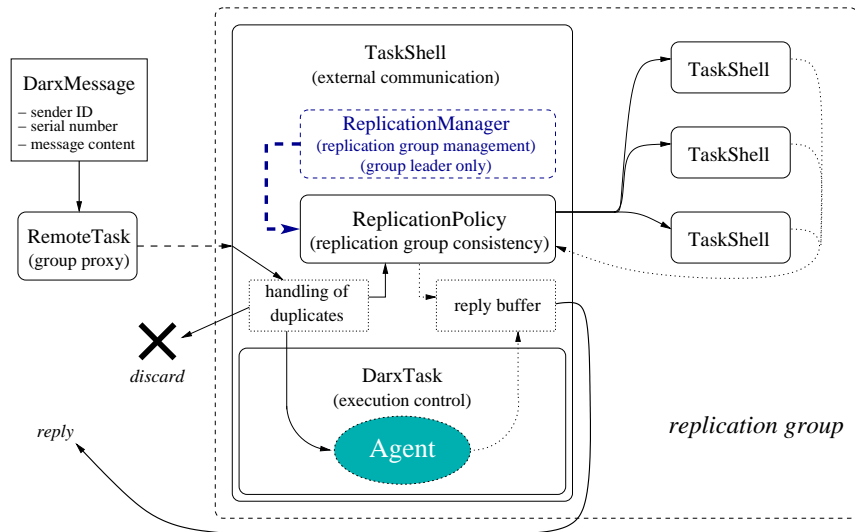 TaskShell
(external communication)
DarxMessage
– sender ID
– serial number
– message content
ReplicationManager
(replication group management)
(group leader only)
TaskShell
TaskShell
TaskShell
RemoteTask
(group proxy)
ReplicationPolicy
(replication group consistency)
handling of
duplicates
reply buffer
discard
DarxTask
(execution control)
Agent
reply
replication group